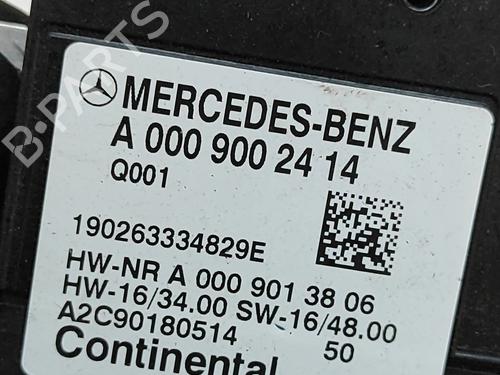 MERCEDES-BENZ
A 000 900 24 14
Q001
190263334829E
HW-NR A 000 901 38 06
HW-16/34.00 SW-16/48.00
A2C90180514 50
Continental
B-PARTS